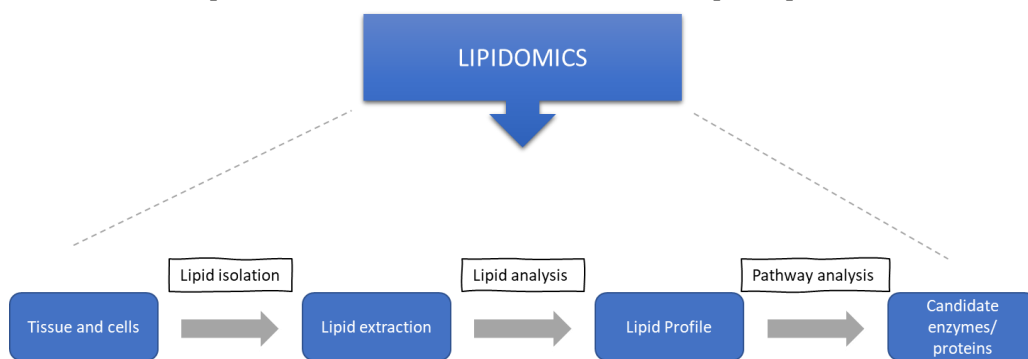 LIPIDOMICS
Lipid isolation
Lipid analysis
Pathway analysis
Tissue and cells
Lipid extraction
Lipid Profile
Candidate
enzymes/
proteins